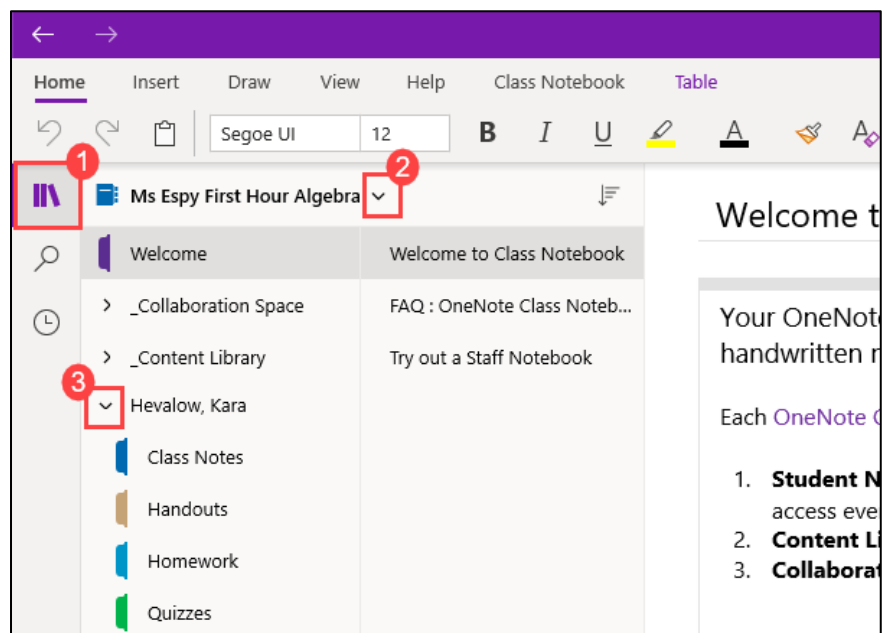 Home Insert Draw View Help Class Notebook Table
Segoe UI 12 B I U A A
1
2
Ms Espy First Hour Algebra
Welcome
_Collaboration Space
_Content Library
3
Hevalow, Kara
Class Notes
Handouts
Homework
Quizzes
Welcome to Class Notebook
FAQ : OneNote Class Noteb...
Try out a Staff Notebook
Welcome t
Your OneNot
handwritten r
Each OneNote
1. Student N
access eve
2. Content Li
3. Collaborat